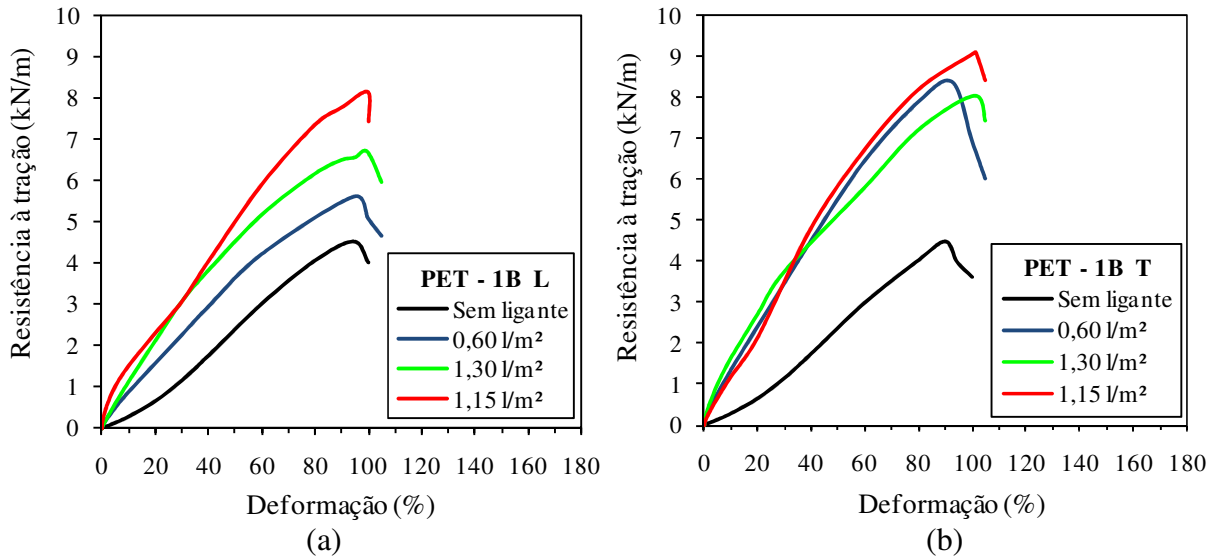 Resistência à tração (kN/m)
10
9
8
7
6
5
4
3
2
1
0
PET - 1B L
Sem ligante
0,60 l/m²
1,30 l/m²
1,15 l/m²
0 20 40 60 80 100 120 140 160 180
Deformação (%)
(a)
Resistência à tração (kN/m)
10
9
8
7
6
5
4
3
2
1
0
PET - 1B T
Sem ligante
0,60 l/m²
1,30 l/m²
1,15 l/m²
0 20 40 60 80 100 120 140 160 180
Deformação (%)
(b)